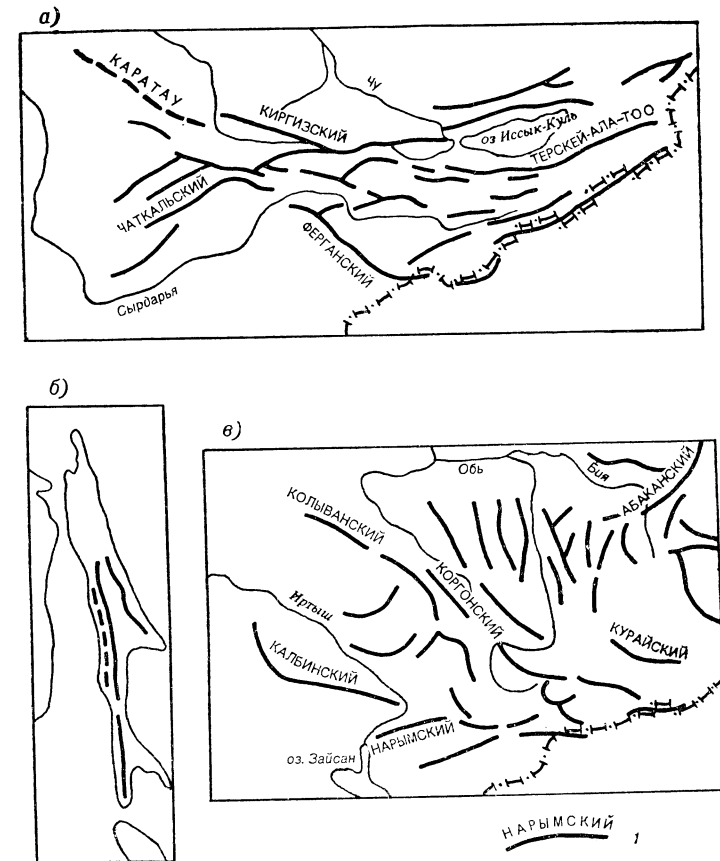 а)
КАРАТАУ
Чу
КИРГИЗСКИЙ
оз Иссык-Куль
ТЕРСКЕЙ-АЛА-ТОО
ЧАТКАЛЬСКИЙ
ФЕРГАНСКИЙ
Сырдарья
б)
в)
Обь
Бия
АБАКАНСКИЙ
КОЛЫВАНСКИЙ
КОРГОНСКИЙ
Иртыш
КУРАЙСКИЙ
КАЛБИНСКИЙ
НАРЫМСКИЙ
оз. Зайсан
НАРЫМСКИЙ 1